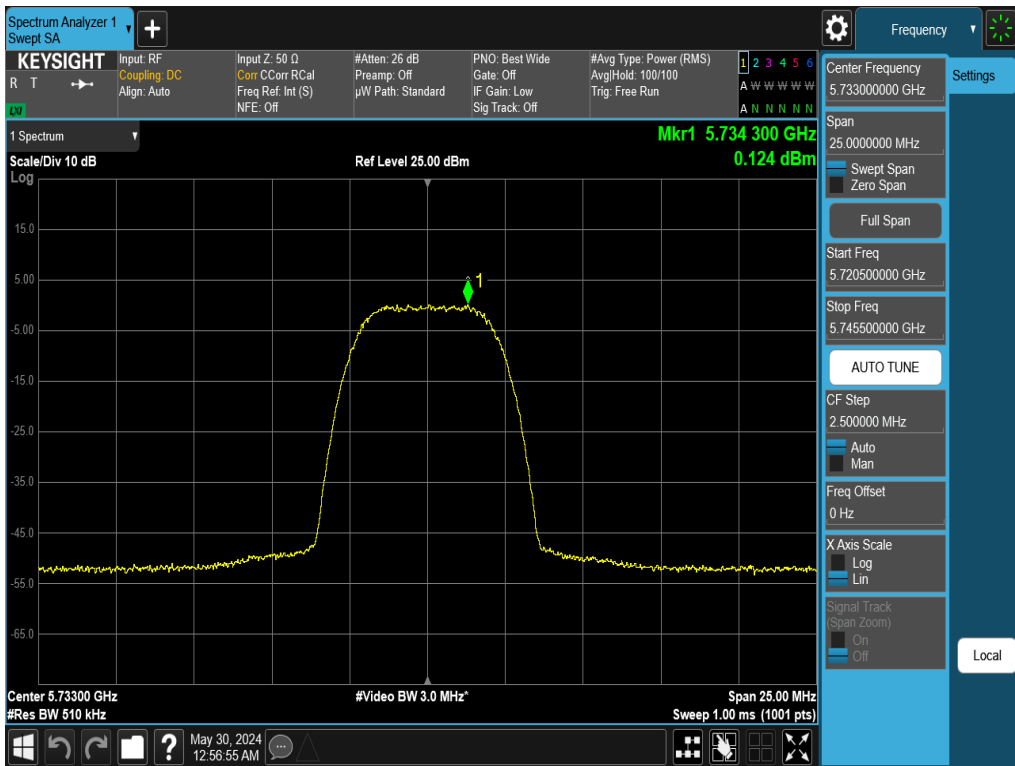 Spectrum Analyzer 1
Swept SA
Frequency
KEYSIGHT
R T
LXI
Input: RF
Coupling: DC
Align: Auto
Input Z: 50 Ω
Corr CCorr RCal
Freq Ref: Int (S)
NFE: Off
#Atten: 26 dB
Preamp: Off
µW Path: Standard
PNO: Best Wide
Gate: Off
IF Gain: Low
Sig Track: Off
#Avg Type: Power (RMS)
Avg|Hold: 100/100
Trig: Free Run
1 2 3 4 5 6
A W W W W W
A N N N N N
1 Spectrum
Mkr1 5.734 300 GHz
Scale/Div 10 dB
Ref Level 25.00 dBm
0.124 dBm
Log
15.0
5.00
-5.00
-15.0
-25.0
-35.0
-45.0
-55.0
-65.0
1
Center 5.73300 GHz
#Video BW 3.0 MHz*
Span 25.00 MHz
#Res BW 510 kHz
Sweep 1.00 ms (1001 pts)
Center Frequency
5.733000000 GHz
Settings
Span
25.0000000 MHz
Swept Span
Zero Span
Full Span
Start Freq
5.720500000 GHz
Stop Freq
5.745500000 GHz
AUTO TUNE
CF Step
2.500000 MHz
Auto
Man
Freq Offset
0 Hz
X Axis Scale
Log
Lin
Signal Track
(Span Zoom)
On
Off
Local
May 30, 2024
12:56:55 AM